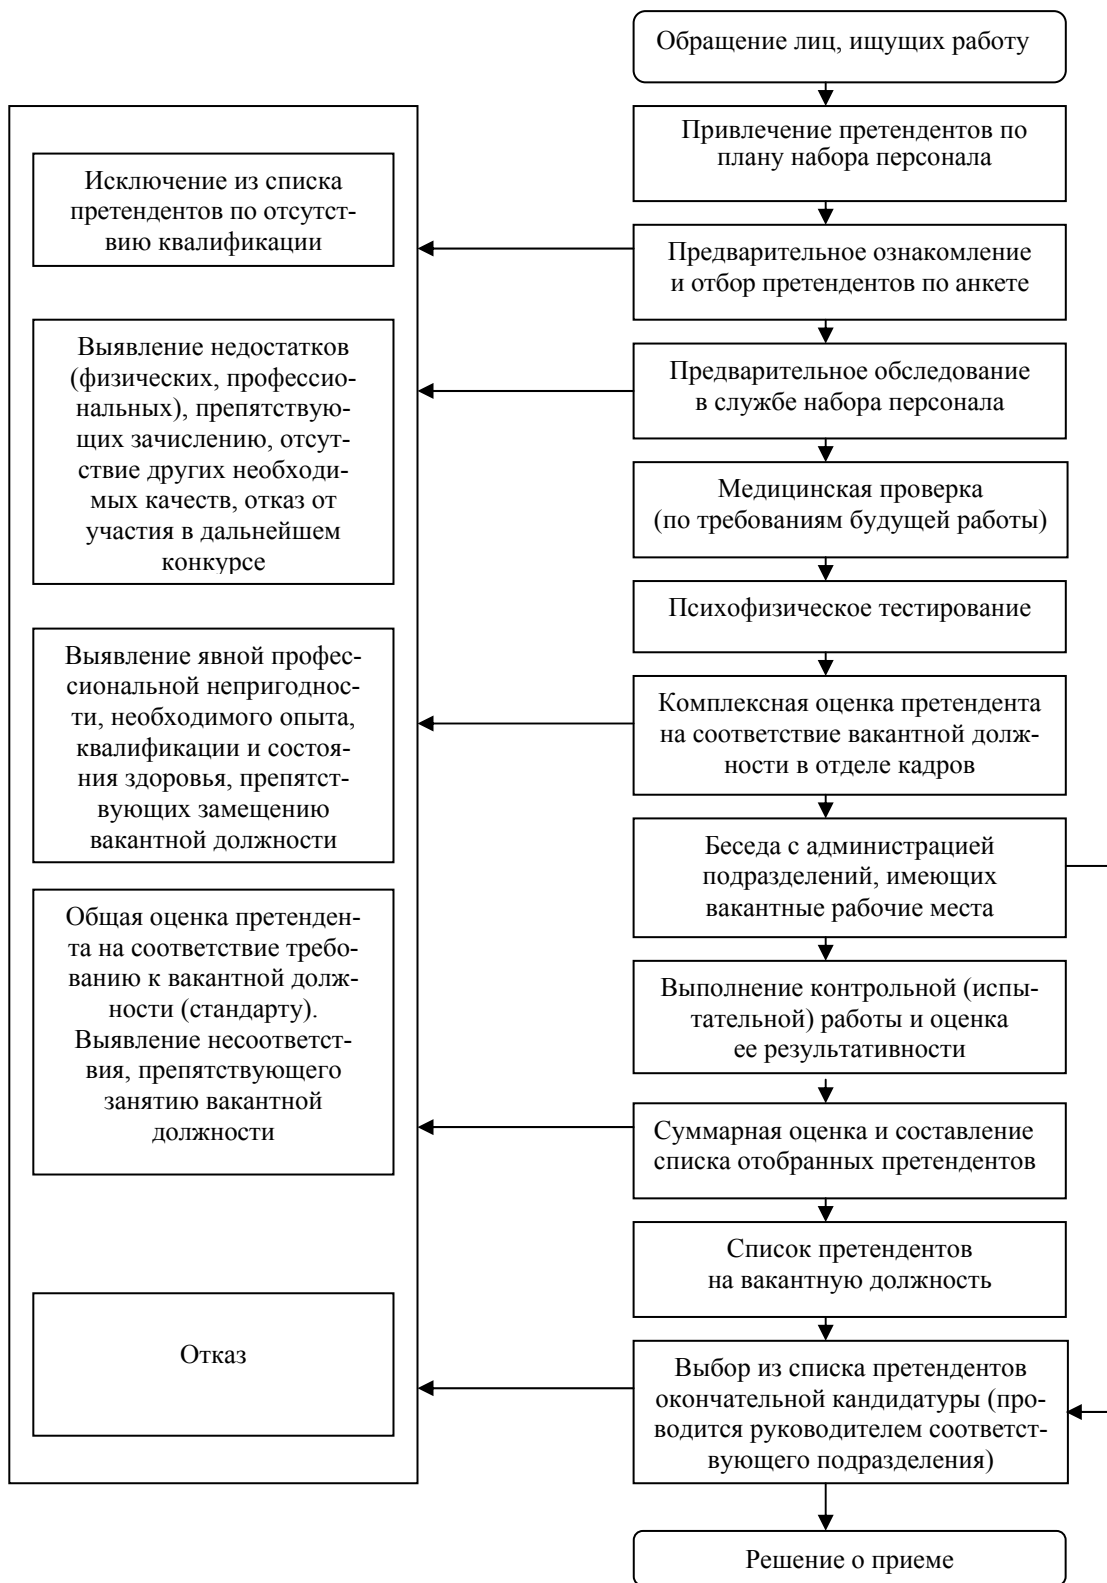 Обращение лиц, ищущих работу
Привлечение претендентов по
плану набора персонала
Исключение из списка
претендентов по отсутст-
вию квалификации
Предварительное ознакомление
и отбор претендентов по анкете
Выявление недостатков
(физических, профессио-
нальных), препятствую-
щих зачислению, отсут-
ствие других необходи-
мых качеств, отказ от
участия в дальнейшем
конкурсе
Предварительное обследование
в службе набора персонала
Медицинская проверка
(по требованиям будущей работы)
Психофизическое тестирование
Выявление явной профес-
сиональной непригоднос-
ти, необходимого опыта,
квалификации и состоя-
ния здоровья, препятст-
вующих замещению
вакантной должности
Комплексная оценка претендента
на соответствие вакантной долж-
ности в отделе кадров
Беседа с администрацией
подразделений, имеющих
вакантные рабочие места
Общая оценка претенден-
та на соответствие требо-
ванию к вакантной долж-
ности (стандарту).
Выявление несоответст-
вия, препятствующего
занятию вакантной
должности
Выполнение контрольной (испы-
тательной) работы и оценка
ее результативности
Суммарная оценка и составление
списка отобранных претендентов
Список претендентов
на вакантную должность
Отказ
Выбор из списка претендентов
окончательной кандидатуры (про-
водится руководителем соответст-
вующего подразделения)
Решение о приеме